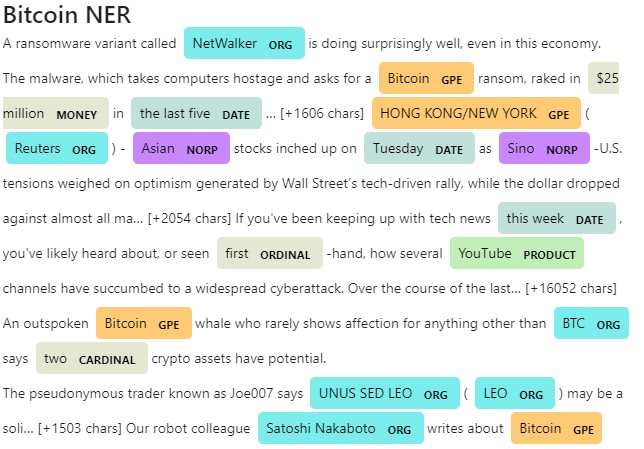 Bitcoin NER
A ransomware variant called NetWalker ORG is doing surprisingly well, even in this economy.
The malware, which takes computers hostage and asks for a Bitcoin GPE ransom, raked in $25
million MONEY in the last five DATE … [+1606 chars] HONG KONG/NEW YORK GPE (
Reuters ORG ) - Asian NORP stocks inched up on Tuesday DATE as Sino NORP -U.S.
tensions weighed on optimism generated by Wall Street's tech-driven rally, while the dollar dropped
against almost all ma… [+2054 chars] If you've been keeping up with tech news this week DATE ,
you've likely heard about, or seen first ORDINAL -hand, how several YouTube PRODUCT
channels have succumbed to a widespread cyberattack. Over the course of the last… [+16052 chars]
An outspoken Bitcoin GPE whale who rarely shows affection for anything other than BTC ORG
says two CARDINAL crypto assets have potential.
The pseudonymous trader known as Joe007 says UNUS SED LEO ORG ( LEO ORG ) may be a
soli… [+1503 chars] Our robot colleague Satoshi Nakaboto ORG writes about Bitcoin GPE